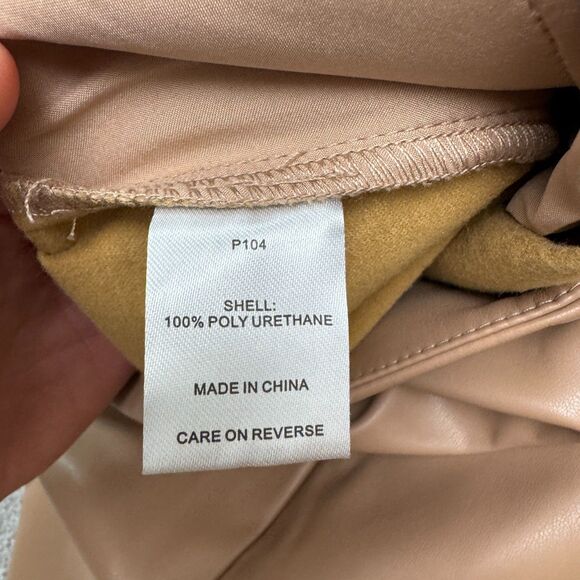 P104
SHELL:
100% POLY URETHANE
MADE IN CHINA
CARE ON REVERSE